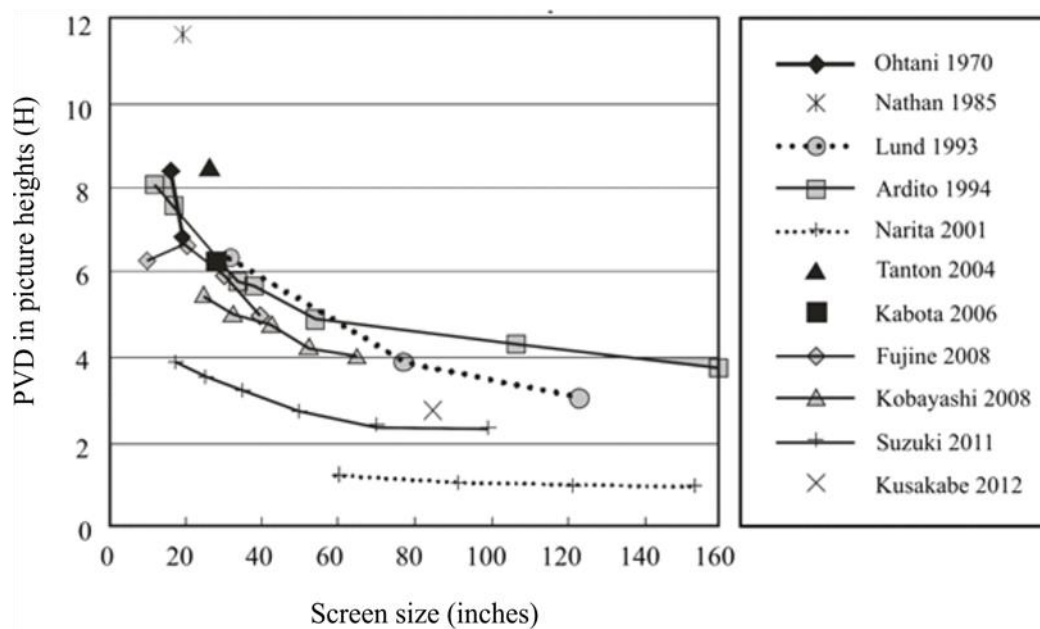 12
10
8
6
4
2
0
PVD in picture heights (H)
0 20 40 60 80 100 120 140 160
Screen size (inches)
Ohtani 1970
Nathan 1985
Lund 1993
Ardito 1994
Narita 2001
Tanton 2004
Kabota 2006
Fujine 2008
Kobayashi 2008
Suzuki 2011
Kusakabe 2012